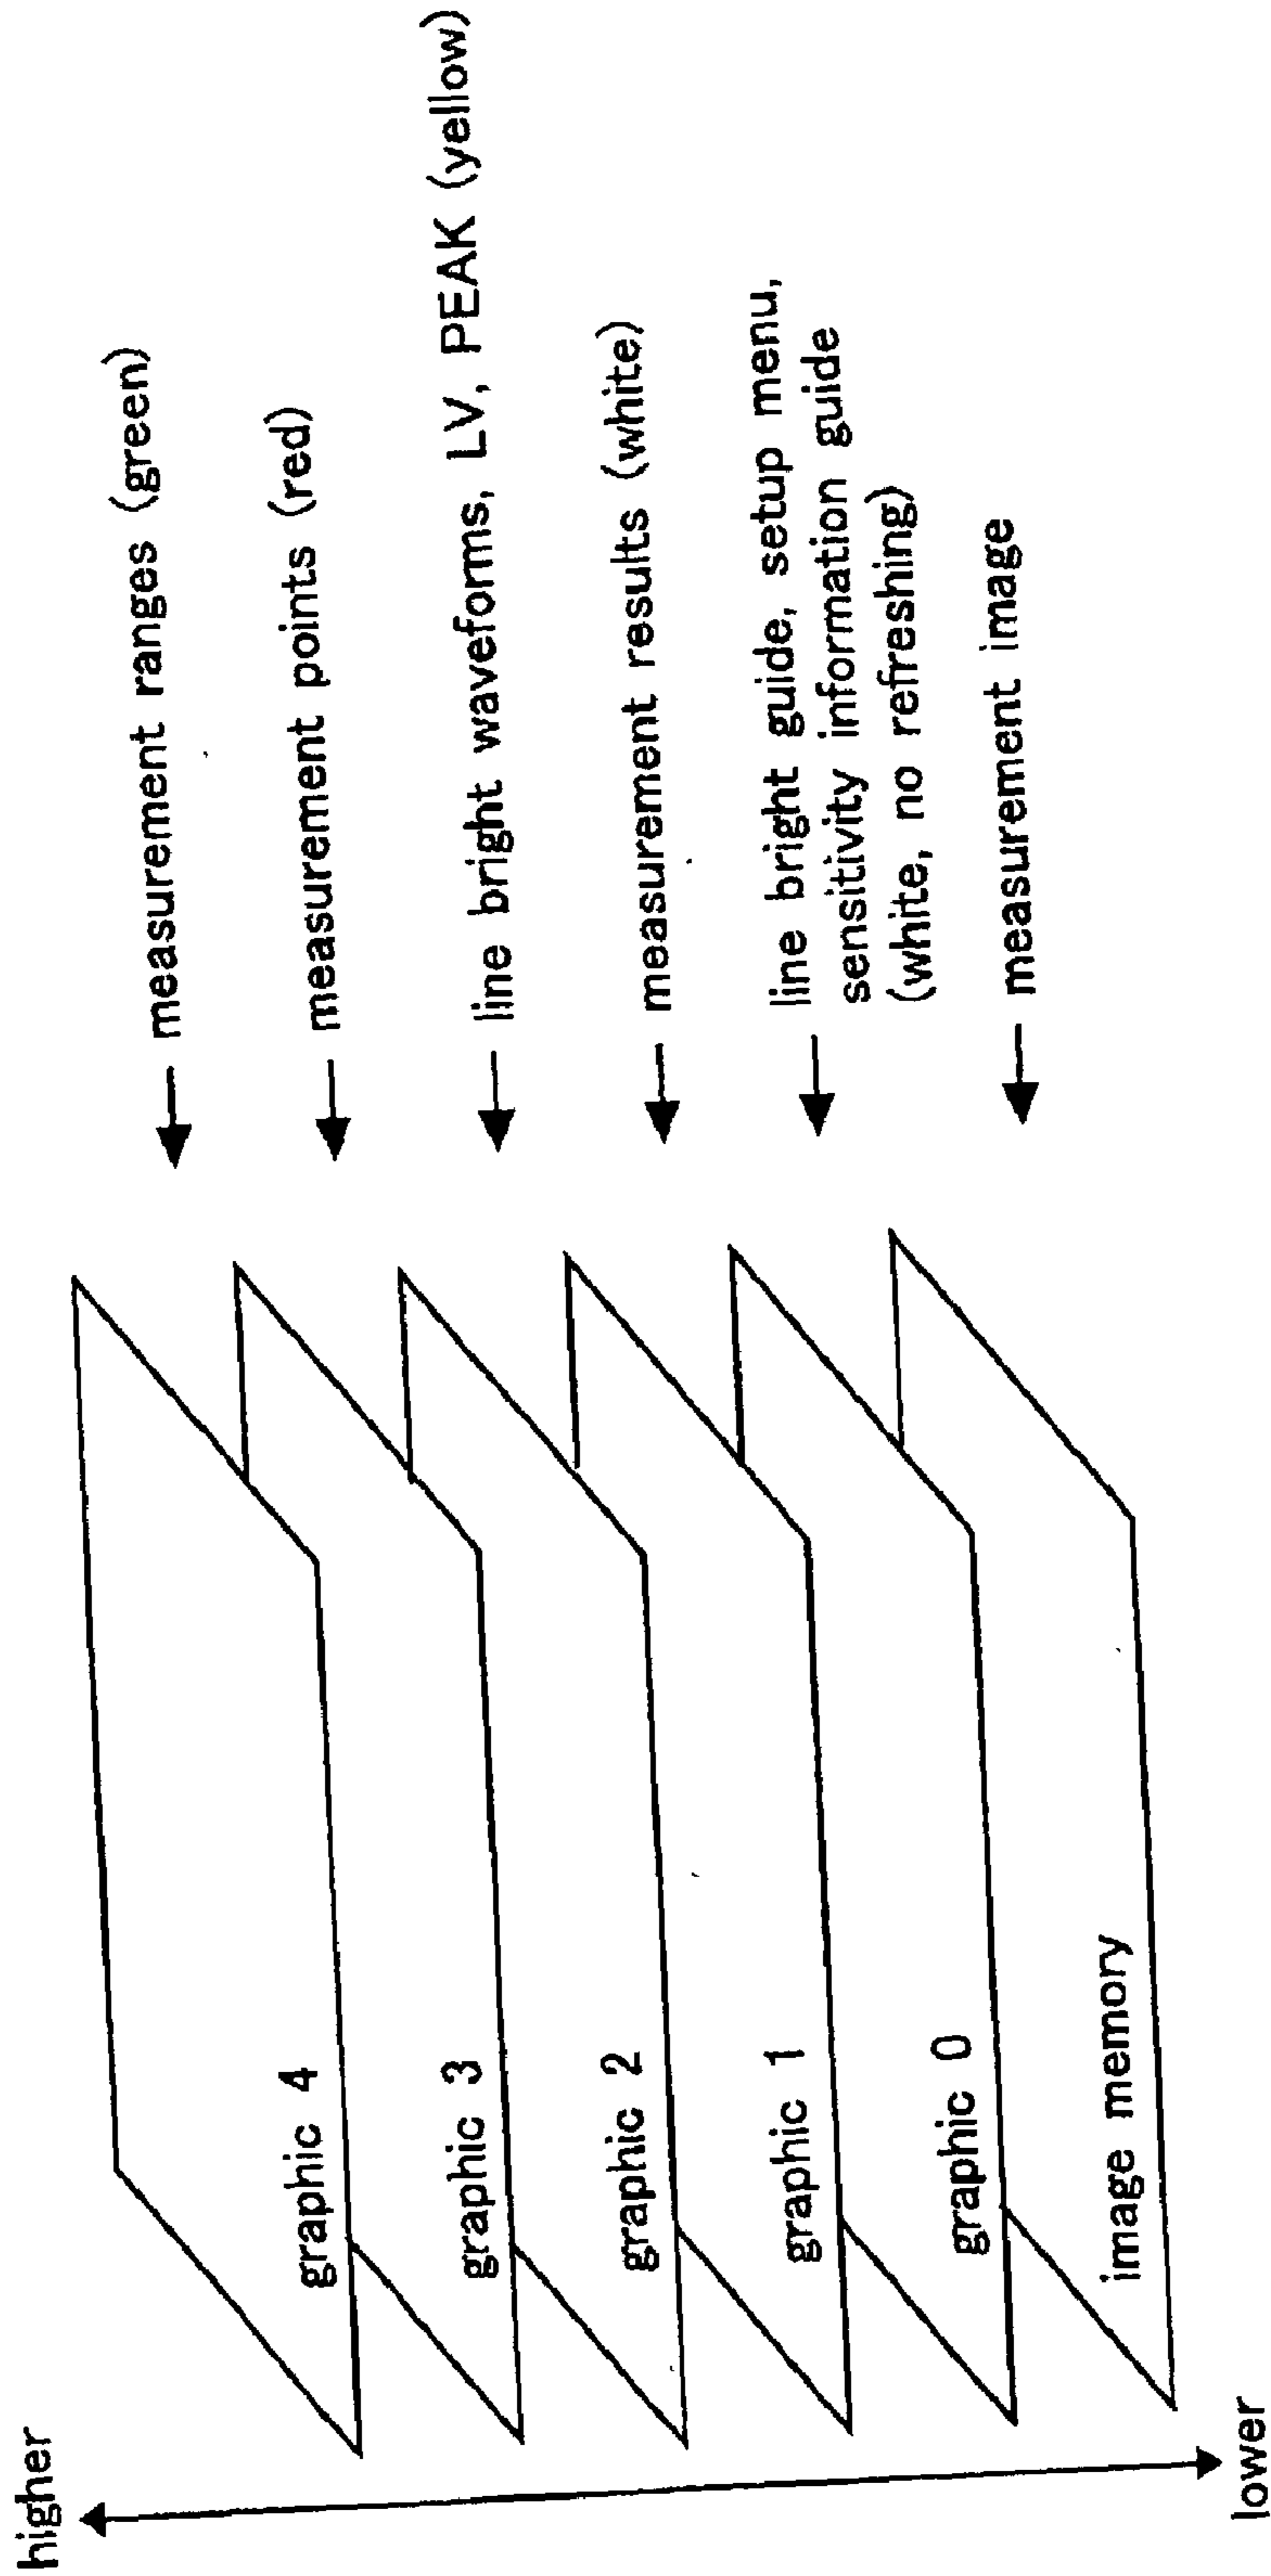 higher
graphic 4
measurement ranges (green)
graphic 3
measurement points (red)
graphic 2
line bright waveforms, LV, PEAK (yellow)
graphic 1
measurement results (white)
graphic 0
line bright guide, setup menu,
sensitivity information guide
(white, no refreshing)
image memory
measurement image
lower